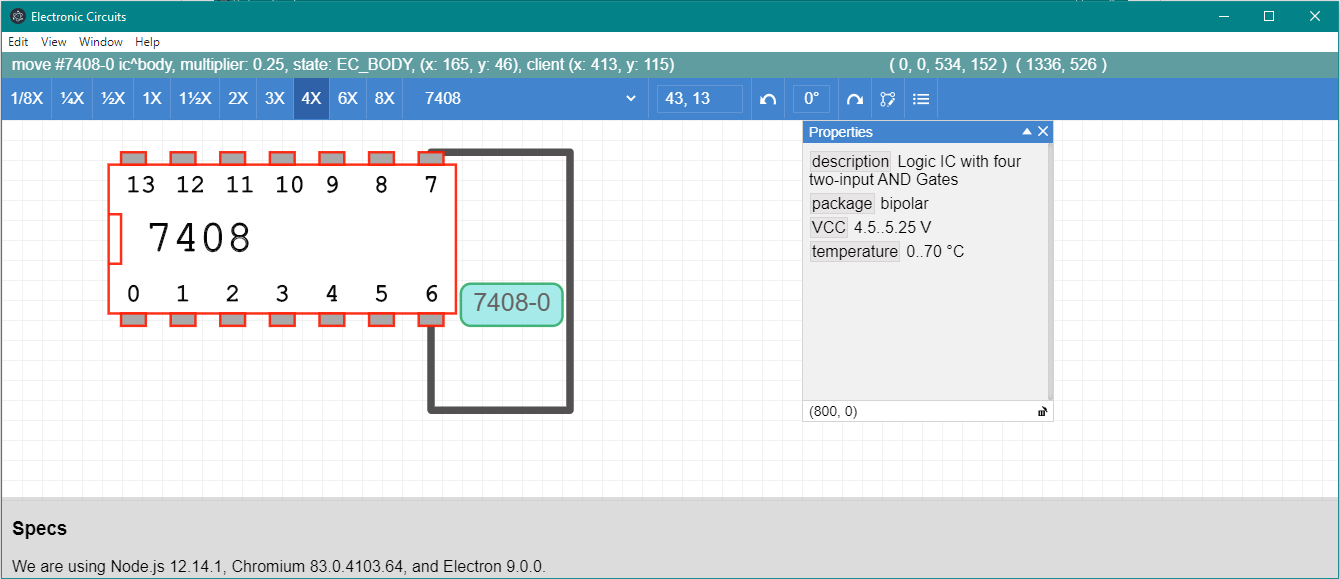 Electronic Circuits
Edit View Window Help
move #7408-0 ic^body, multiplier: 0.25, state: EC_BODY, (x: 165, y: 46), client (x: 413, y: 115) ( 0, 0, 534, 152 ) ( 1336, 526 )
1/8X ¼X ½X 1X 1½X 2X 3X 4X 6X 8X 7408 43, 13 0°
13 12 11 10 9 8 7
7408
0 1 2 3 4 5 6
7408-0
Properties
description Logic IC with four
two-input AND Gates
package bipolar
VCC 4.5..5.25 V
temperature 0..70 °C
(800, 0)
Specs
We are using Node.js 12.14.1, Chromium 83.0.4103.64, and Electron 9.0.0.